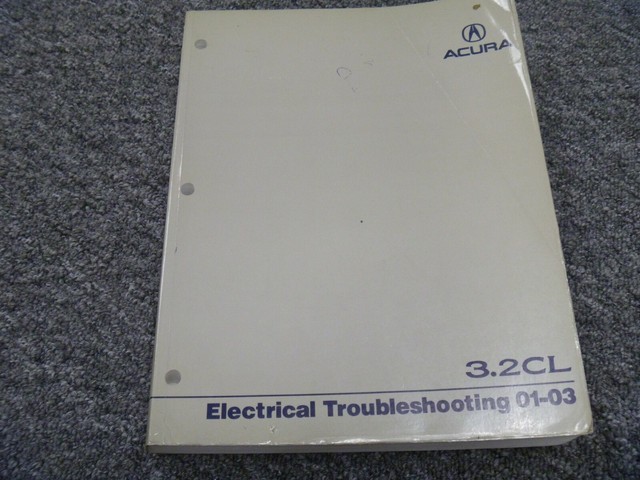 ACURA
3.2CL
Electrical Troubleshooting 01-03